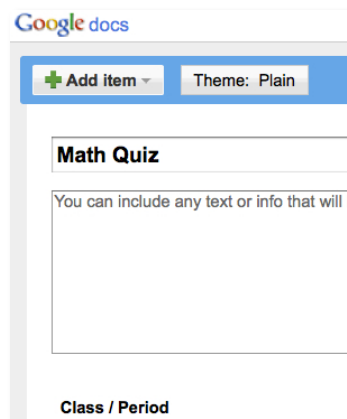 Google docs
Add item
Theme: Plain
Math Quiz
You can include any text or info that will
Class / Period